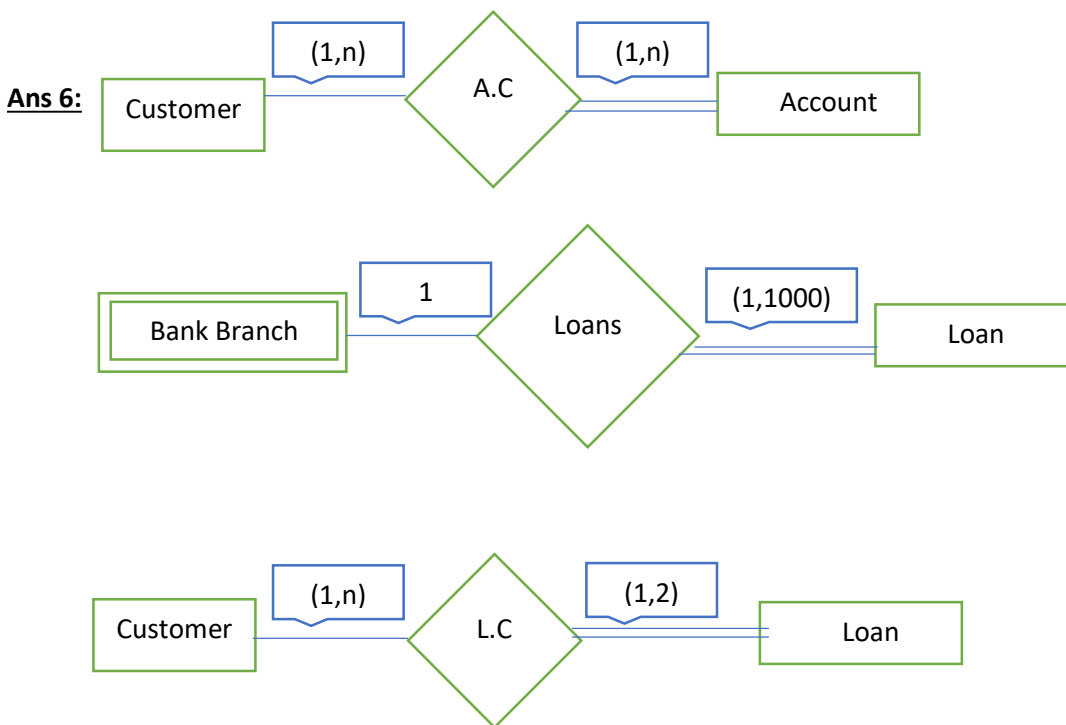 (1,n)
(1,n)
Ans 6:
Customer
A.C
Account
1
(1,1000)
Bank Branch
Loans
Loan
(1,n)
(1,2)
Customer
L.C
Loan